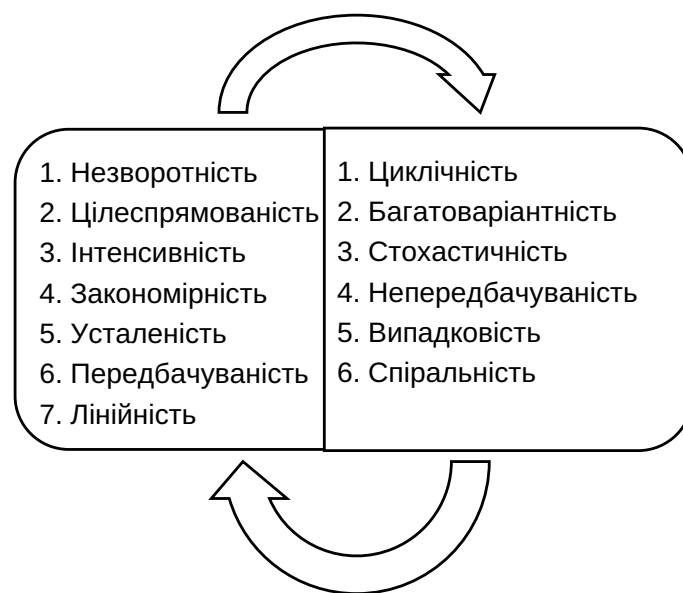 1. Незворотність
2. Цілеспрямованість
3. Інтенсивність
4. Закономірність
5. Усталеність
6. Передбачуваність
7. Лінійність
1. Циклічність
2. Багатоваріантність
3. Стохастичність
4. Непередбачуваність
5. Випадковість
6. Спіральність